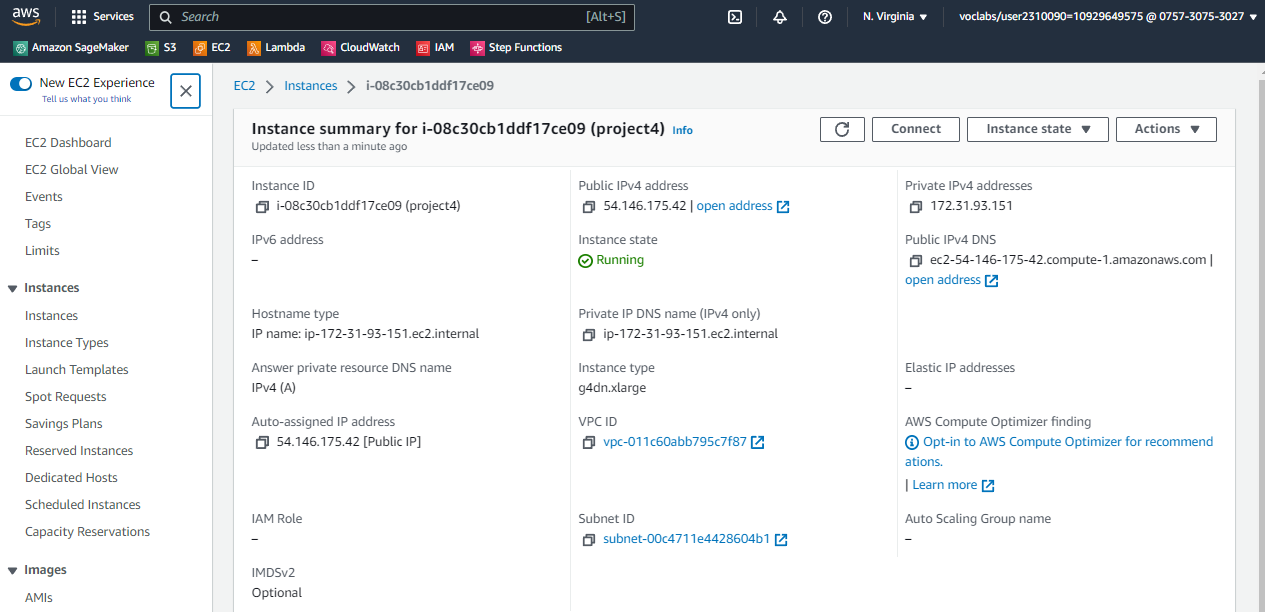 aws
Services
Search
[Alt+S]
N. Virginia
voclabs/user2310090=10929649575 @ 0757-3075-3027
Amazon SageMaker
S3
EC2
Lambda
CloudWatch
IAM
Step Functions
New EC2 Experience
Tell us what you think
EC2 Dashboard
EC2 Global View
Events
Tags
Limits
Instances
Instances
Instance Types
Launch Templates
Spot Requests
Savings Plans
Reserved Instances
Dedicated Hosts
Scheduled Instances
Capacity Reservations
Images
AMIs
EC2
Instances
i-08c30cb1ddf17ce09
Instance summary for i-08c30cb1ddf17ce09 (project4) Info
Updated less than a minute ago
Connect
Instance state
Actions
Instance ID
i-08c30cb1ddf17ce09 (project4)
Public IPv4 address
54.146.175.42 | open address
Private IPv4 addresses
172.31.93.151
IPv6 address
–
Instance state
Running
Public IPv4 DNS
ec2-54-146-175-42.compute-1.amazonaws.com |
open address
Hostname type
IP name: ip-172-31-93-151.ec2.internal
Private IP DNS name (IPv4 only)
ip-172-31-93-151.ec2.internal
Answer private resource DNS name
IPv4 (A)
Instance type
g4dn.xlarge
Elastic IP addresses
–
Auto-assigned IP address
54.146.175.42 [Public IP]
VPC ID
vpc-011c60abb795c7f87
AWS Compute Optimizer finding
Opt-in to AWS Compute Optimizer for recommend
ations.
| Learn more
IAM Role
–
Subnet ID
subnet-00c4711e4428604b1
Auto Scaling Group name
–
IMDSv2
Optional